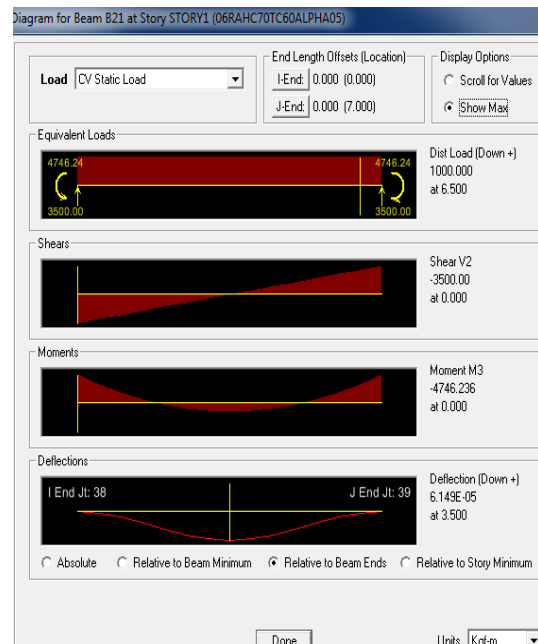 Diagram for Beam B21 at Story STORY1 (06RAHC70TC60ALPHA05)
Load CV Static Load
End Length Offsets (Location)
I-End: 0.000 (0.000)
J-End: 0.000 (7.000)
Display Options
Scroll for Values
Show Max
Equivalent Loads
4746.24 4746.24
3500.00 3500.00
Dist Load (Down +)
1000.000
at 6.500
Shears
Shear V2
-3500.00
at 0.000
Moments
Moment M3
-4746.236
at 0.000
Deflections
I End Jt: 38 J End Jt: 39
Deflection (Down +)
6.149E-05
at 3.500
Absolute Relative to Beam Minimum Relative to Beam Ends Relative to Story Minimum
Done Units Kgf-m